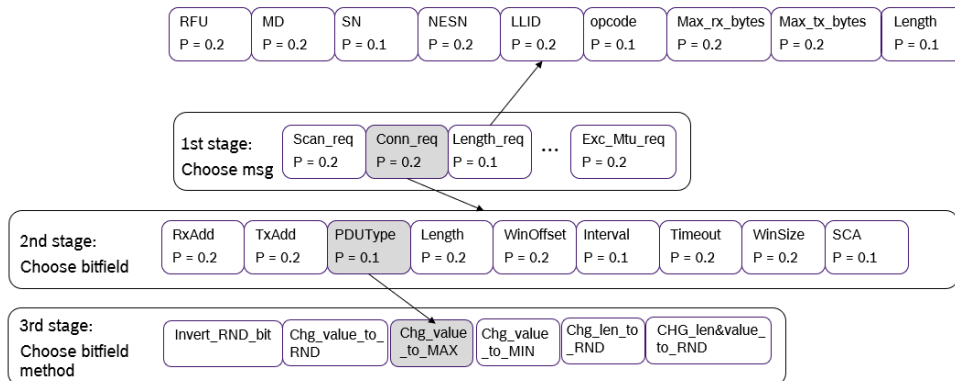 RFU MD SN NESN LLID opcode Max_rx_bytes Max_tx_bytes Length
P = 0.2 P = 0.2 P = 0.1 P = 0.2 P = 0.2 P = 0.1 P = 0.2 P = 0.2 P = 0.1
1st stage:
Choose msg
Scan_req Conn_req Length_req ... Exc_Mtu_req
P = 0.2 P = 0.2 P = 0.1 P = 0.2
2nd stage:
Choose bitfield
RxAdd TxAdd PDUType Length WinOffset Interval Timeout WinSize SCA
P = 0.2 P = 0.2 P = 0.1 P = 0.2 P = 0.2 P = 0.1 P = 0.2 P = 0.2 P = 0.1
3rd stage:
Choose bitfield
method
Invert_RND_bit
Chg_value_to_
RND
Chg_value
_to_MAX
Chg_value
_to_MIN
Chg_len_to
_RND
CHG_len&value_
to_RND